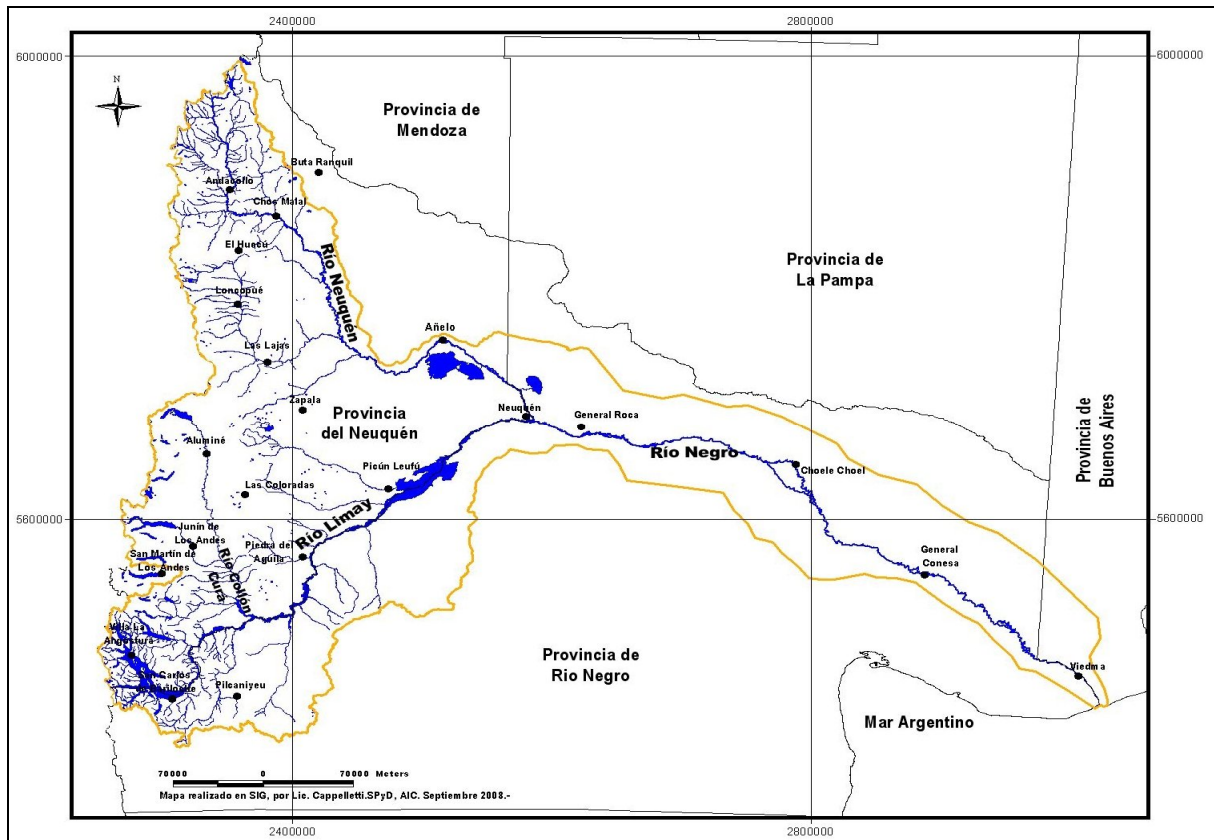 2400000
2800000
6000000
6000000
N
Provincia de
Mendoza
Buta Ranquil
Andacollo
Chos Malal
El Huecú
Río Neuquén
Provincia de
La Pampa
Loncopué
Añelo
Las Lajas
Zapala
Provincia
del Neuquén
Neuquén
General Roca
Provincia de
Buenos Aires
Aluminé
Río Negro
Picún Leufú
Choele Choel
Las Coloradas
5600000
5600000
Río Limay
Junín de
Los Andes
Piedra del
Aguila
San Martín de
Los Andes
Río Collón
Cura
General
Conesa
Villa La
Angostura
Provincia de
Rio Negro
Viedma
San Carlos
de Bariloche
Pilcaniyeu
Mar Argentino
70000 0 70000 Meters
Mapa realizado en SIG, por Lic. Cappelletti.SPyD, AIC. Septiembre 2008.-
2400000
2800000